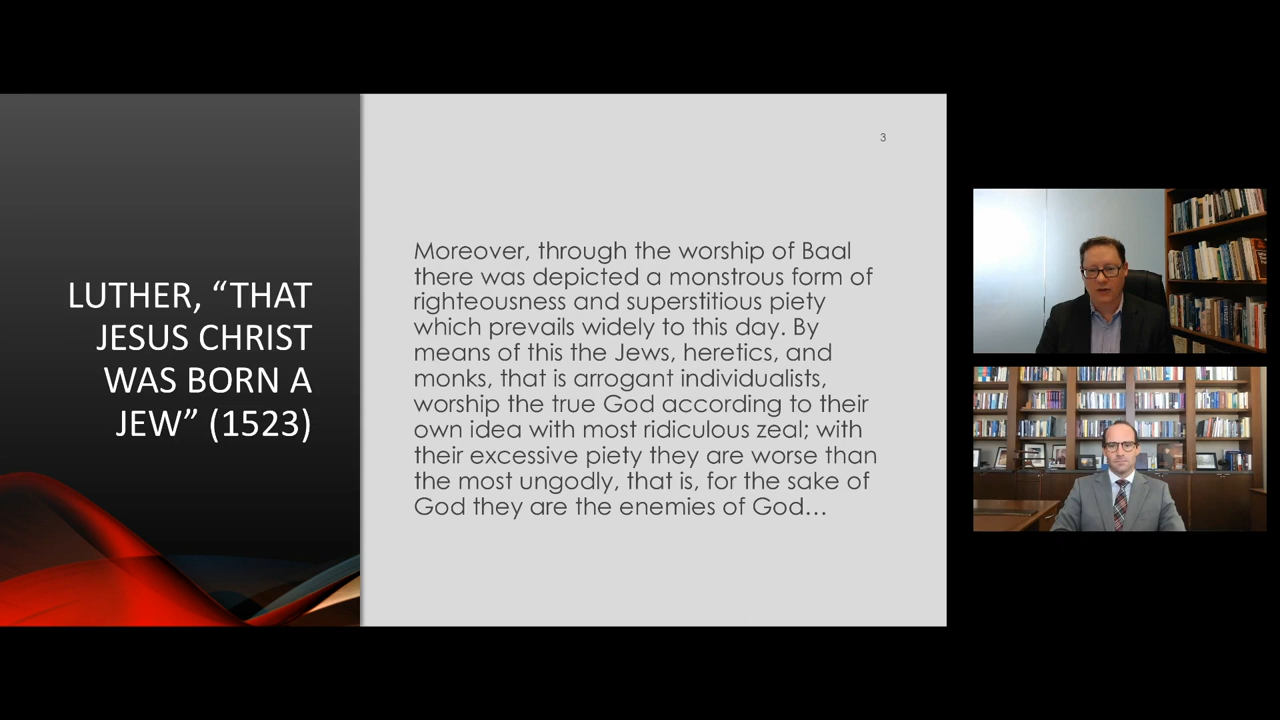 LUTHER, “THAT
JESUS CHRIST
WAS BORN A
JEW” (1523)
3
Moreover, through the worship of Baal
there was depicted a monstrous form of
righteousness and superstitious piety
which prevails widely to this day. By
means of this the Jews, heretics, and
monks, that is arrogant individualists,
worship the true God according to their
own idea with most ridiculous zeal; with
their excessive piety they are worse than
the most ungodly, that is, for the sake of
God they are the enemies of God…